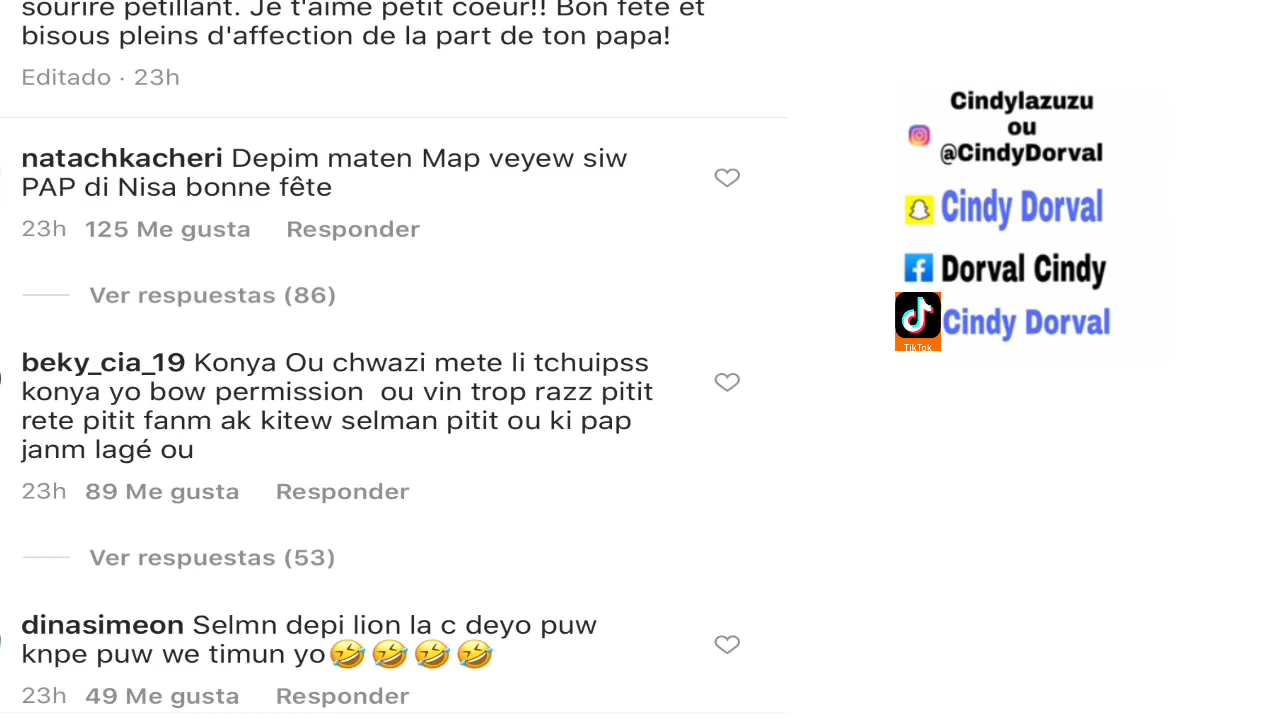 sourire pétillant. Je t'aime petit coeur!! Bon fête et
bisous pleins d'affection de la part de ton papa!
Editado · 23h
natachkacheri Depim maten Map veyew siw
PAP di Nisa bonne fête
23h 125 Me gusta Responder
Ver respuestas (86)
beky_cia_19 Konya Ou chwazi mete li tchuipss
konya yo bow permission ou vin trop razz pitit
rete pitit fanm ak kitew selman pitit ou ki pap
janm lagé ou
23h 89 Me gusta Responder
Ver respuestas (53)
dinasimeon Selmn depi lion la c deyo puw
knpe puw we timun yo🤣🤣🤣🤣
23h 49 Me gusta Responder
Cindylazuzu
ou
@CindyDorval
Cindy Dorval
Dorval Cindy
Cindy Dorval
TikTok